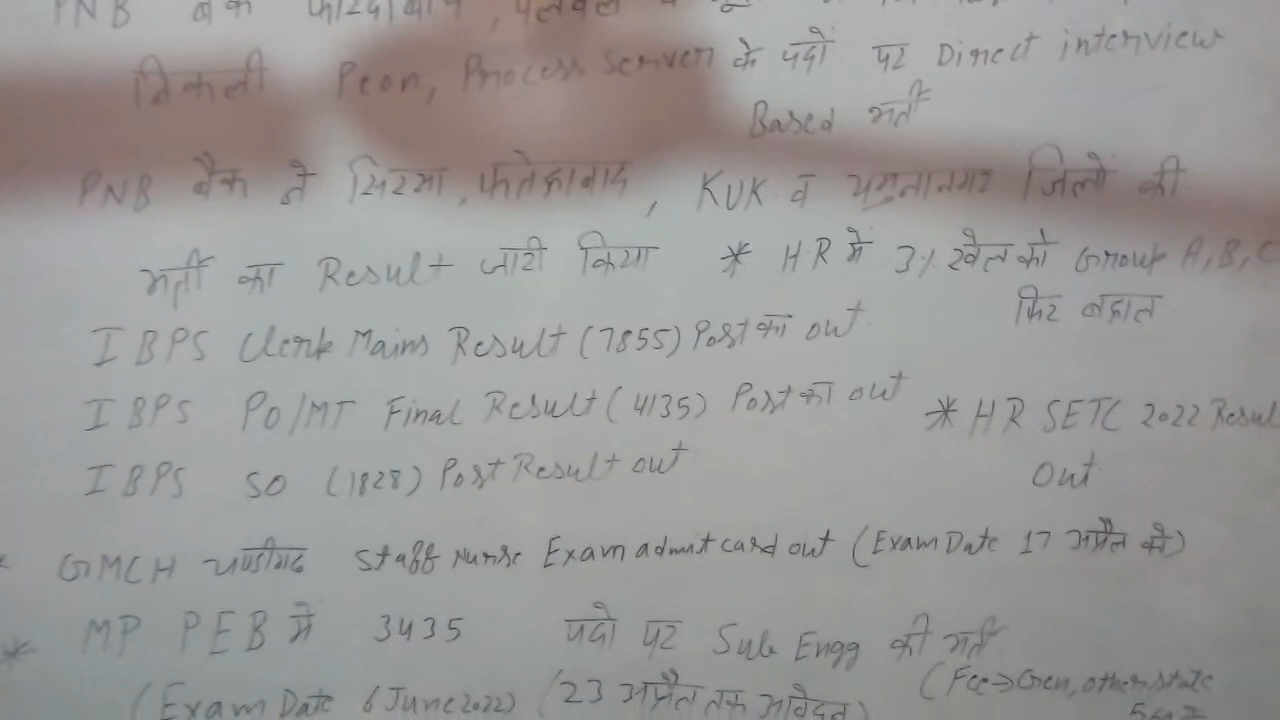 PNB बैंक फरिदाबाद, पलवल व
निकली Peon, Process server के पदो पर Direct interview
Based भर्ती
PNB बैंक ने सिरसा, फतेहाबाद, KUK व यमुनानगर जिलों की
भर्ती का Result जारी किया * HR मे 3% खेल को Group A, B, C
फिर बहाल
IBPS Clerk Mains Result (7855) Post का out
IBPS PO/MT Final Result (4135) Post का out * HR SETC 2022 Resul
out
IBPS SO (1828) Post Result out
GMCH चण्डीगढ Staff Nurse Exam admit card out (Exam Date 17 अप्रैल को)
* MP PEB मे 3435 पदो पर Sub Engg की भर्ती
(Exam Date 6 June 2022) (23 अप्रैल तक आवेदन) (Fee→Gen, other state